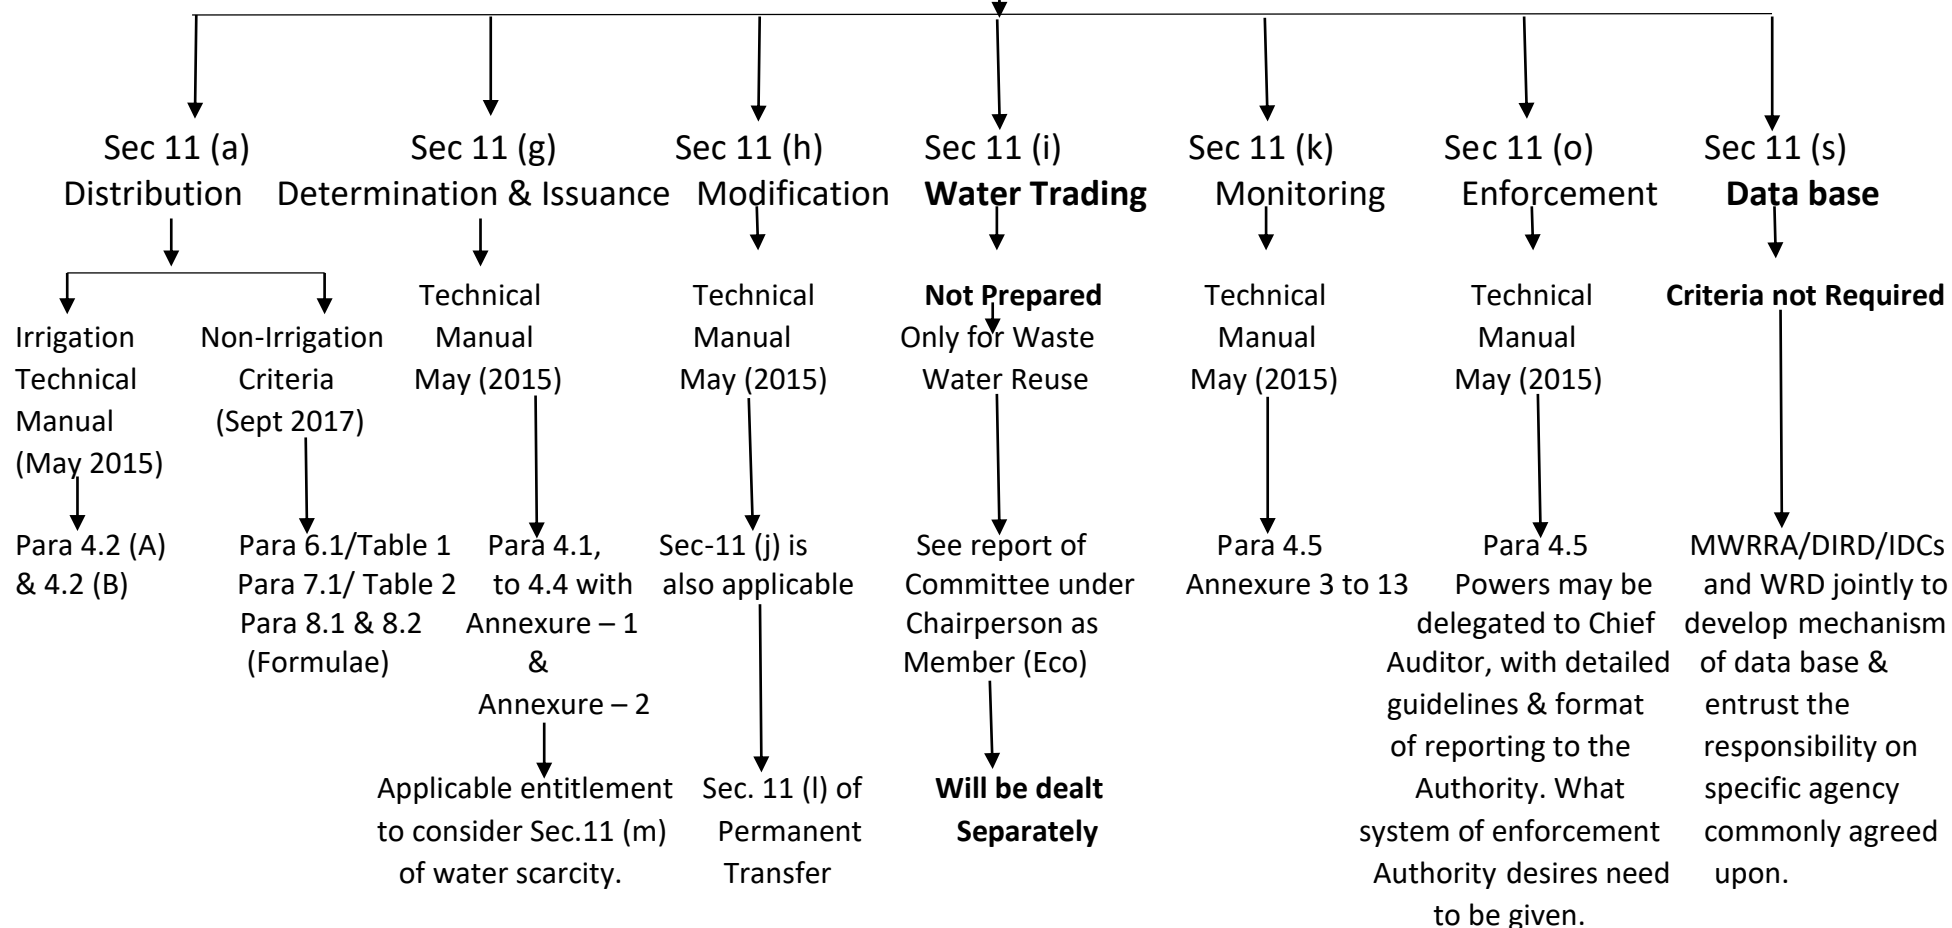 Sec 11 (a)
Distribution
Irrigation
Technical
Manual
(May 2015)
Para 4.2 (A)
& 4.2 (B)
Non-Irrigation
Criteria
(Sept 2017)
Para 6.1/Table 1
Para 7.1/ Table 2
Para 8.1 & 8.2
(Formulae)
Sec 11 (g)
Determination & Issuance
Technical
Manual
May (2015)
Para 4.1,
to 4.4 with
Annexure – 1
&
Annexure – 2
Applicable entitlement
to consider Sec.11 (m)
of water scarcity.
Sec 11 (h)
Modification
Technical
Manual
May (2015)
Sec-11 (j) is
also applicable
Sec. 11 (l) of
Permanent
Transfer
Sec 11 (i)
Water Trading
Not Prepared
Only for Waste
Water Reuse
See report of
Committee under
Chairperson as
Member (Eco)
Will be dealt
Separately
Sec 11 (k)
Monitoring
Technical
Manual
May (2015)
Para 4.5
Annexure 3 to 13
Sec 11 (o)
Enforcement
Technical
Manual
May (2015)
Para 4.5
Powers may be
delegated to Chief
Auditor, with detailed
guidelines & format
of reporting to the
Authority. What
system of enforcement
Authority desires need
to be given.
Sec 11 (s)
Data base
Criteria not Required
MWRRA/DIRD/IDCs
and WRD jointly to
develop mechanism
of data base &
entrust the
responsibility on
specific agency
commonly agreed
upon.